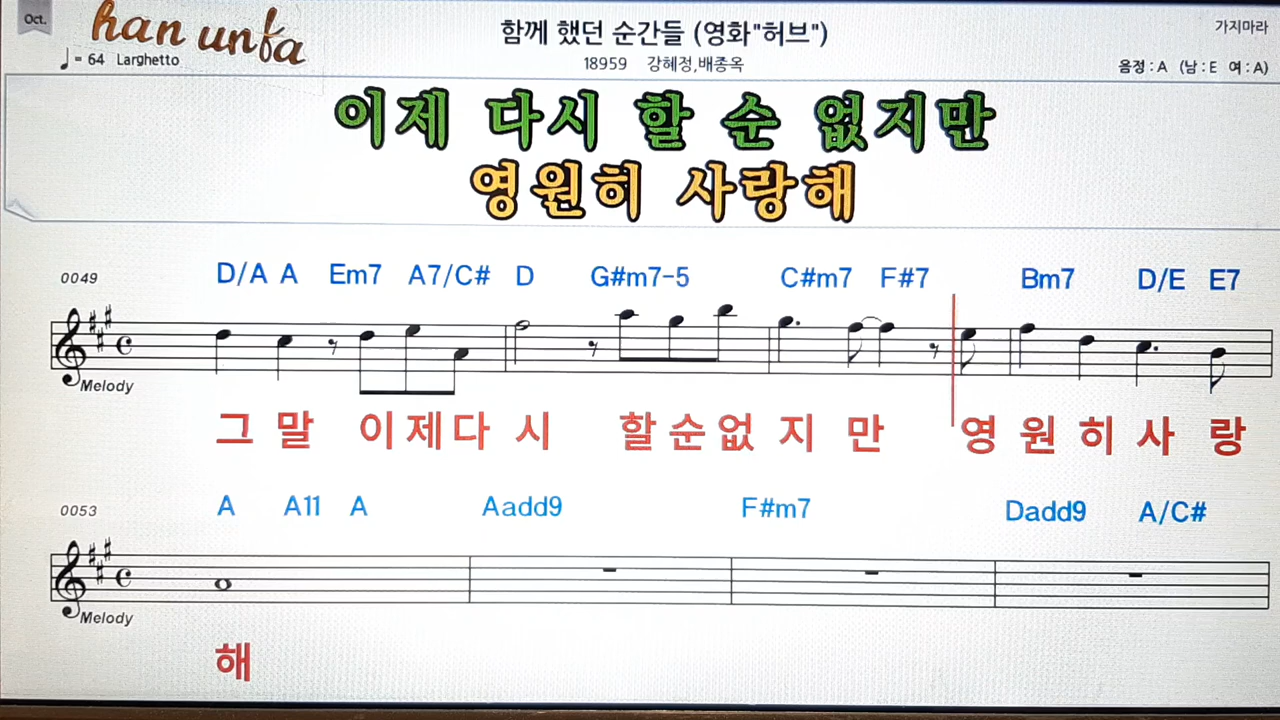 Oct.
han unfa
함께 했던 순간들 (영화"허브")
가지마라
♩= 64 Larghetto
18959 강혜정,배종옥
음정 : A (남 : E 여 : A)
이제 다시 할 순 없지만
영원히 사랑해
0049
D/A A Em7 A7/C# D G#m7-5 C#m7 F#7 Bm7 D/E E7
Melody
그 말 이 제 다 시 할 순 없 지 만 영 원 히 사 랑
0053
A A11 A Aadd9 F#m7 Dadd9 A/C#
Melody
해